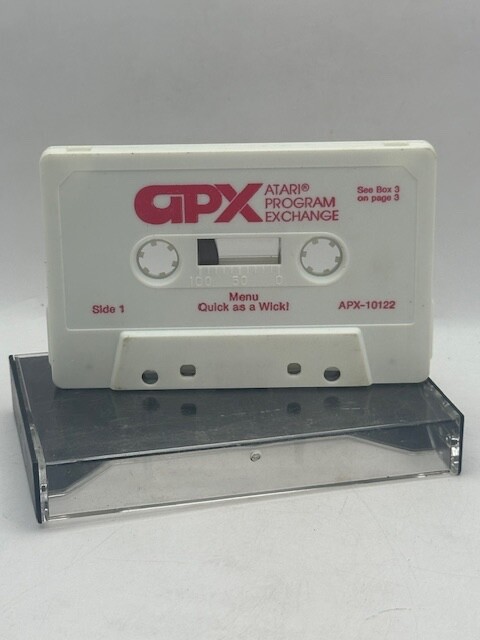 APX ATARI® PROGRAM EXCHANGE
See Box 3
on page 3
100 50 0
Side 1
Menu
Quick as a Wick!
APX-10122